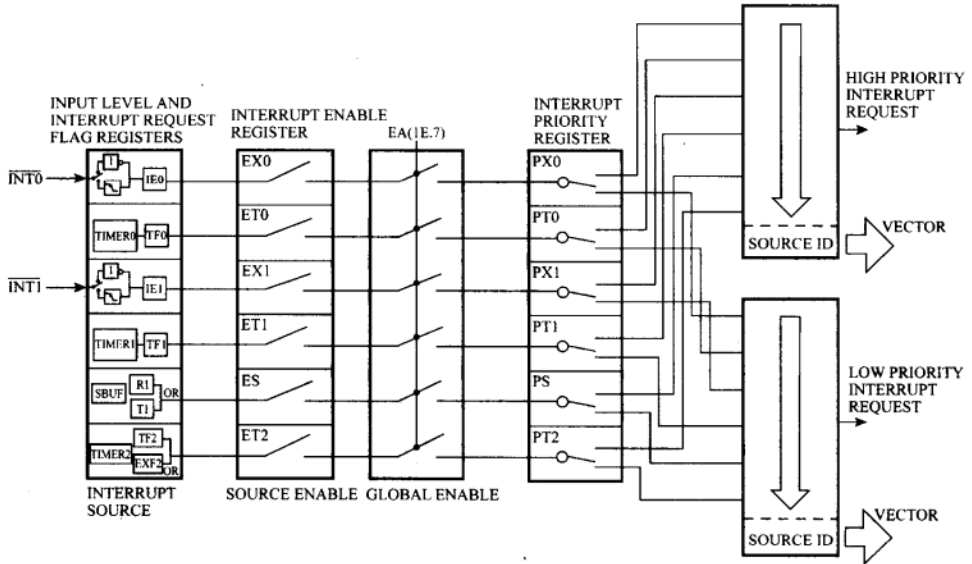 INPUT LEVEL AND
INTERRUPT REQUEST
FLAG REGISTERS
INTERRUPT ENABLE
REGISTER
EA(1E.7)
INTERRUPT
PRIORITY
REGISTER
HIGH PRIORITY
INTERRUPT
REQUEST
INT0
1
IE0
EX0
PX0
TIMER0
TF0
ET0
PT0
SOURCE ID
VECTOR
INT1
1
IE1
EX1
PX1
TIMER1
TF1
ET1
PT1
SBUF
R1
T1
OR
ES
PS
LOW PRIORITY
INTERRUPT
REQUEST
TIMER2
TF2
EXF2
OR
ET2
PT2
INTERRUPT
SOURCE
SOURCE ENABLE
GLOBAL ENABLE
SOURCE ID
VECTOR